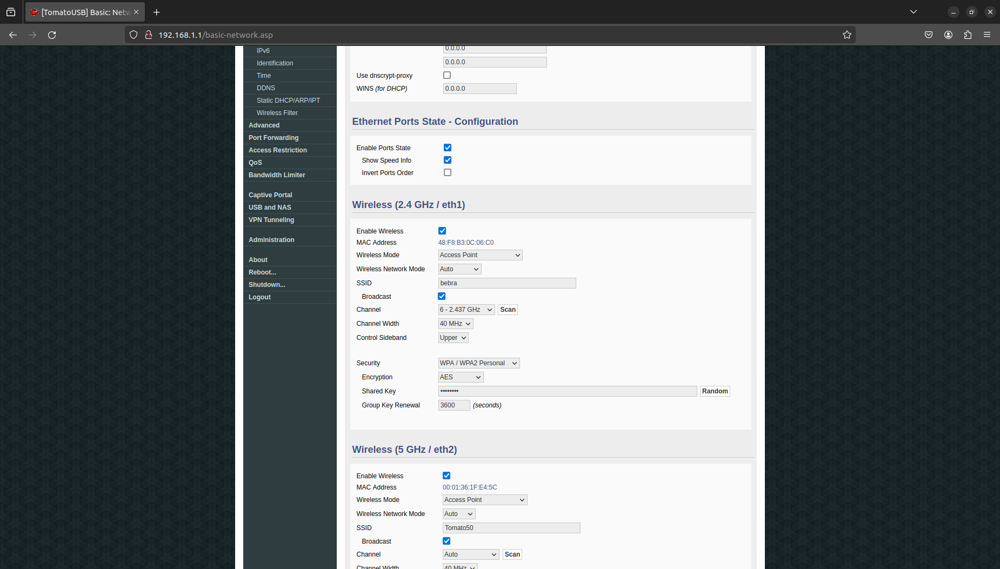 [TomatoUSB] Basic: Netw
192.168.1.1/basic-network.asp
IPv6
Identification
Time
DDNS
Static DHCP/ARP/IPT
Wireless Filter
Advanced
Port Forwarding
Access Restriction
QoS
Bandwidth Limiter
Captive Portal
USB and NAS
VPN Tunneling
Administration
About
Reboot...
Shutdown...
Logout
0.0.0.0
0.0.0.0
Use dnscrypt-proxy
WINS (for DHCP) 0.0.0.0
Ethernet Ports State - Configuration
Enable Ports State
Show Speed Info
Invert Ports Order
Wireless (2.4 GHz / eth1)
Enable Wireless
MAC Address 48:F8:B3:0C:06:C0
Wireless Mode Access Point
Wireless Network Mode Auto
SSID bebra
Broadcast
Channel 6 - 2.437 GHz Scan
Channel Width 40 MHz
Control Sideband Upper
Security WPA / WPA2 Personal
Encryption AES
Shared Key •••••••• Random
Group Key Renewal 3600 (seconds)
Wireless (5 GHz / eth2)
Enable Wireless
MAC Address 00:01:36:1F:E4:5C
Wireless Mode Access Point
Wireless Network Mode Auto
SSID Tomato50
Broadcast
Channel Auto Scan
Channel Width 40 MHz